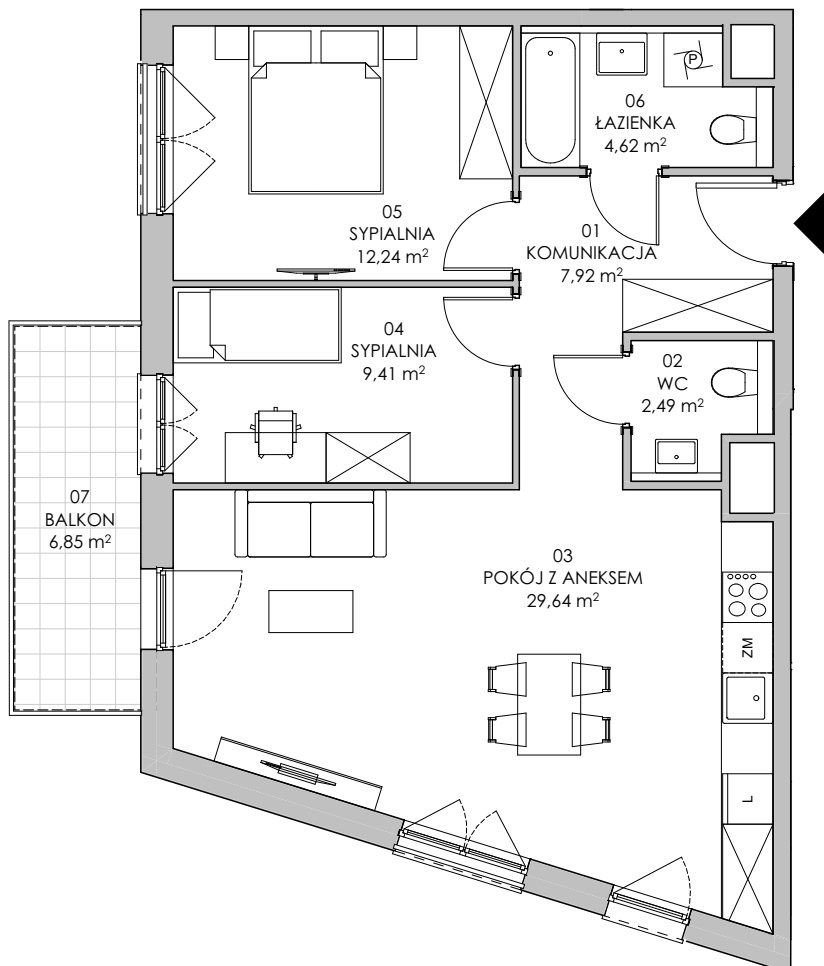 P
06
ŁAZIENKA
4,62 m²
05
SYPIALNIA
12,24 m²
01
KOMUNIKACJA
7,92 m²
04
SYPIALNIA
9,41 m²
02
WC
2,49 m²
07
BALKON
6,85 m²
03
POKÓJ Z ANEKSEM
29,64 m²
ZM
L